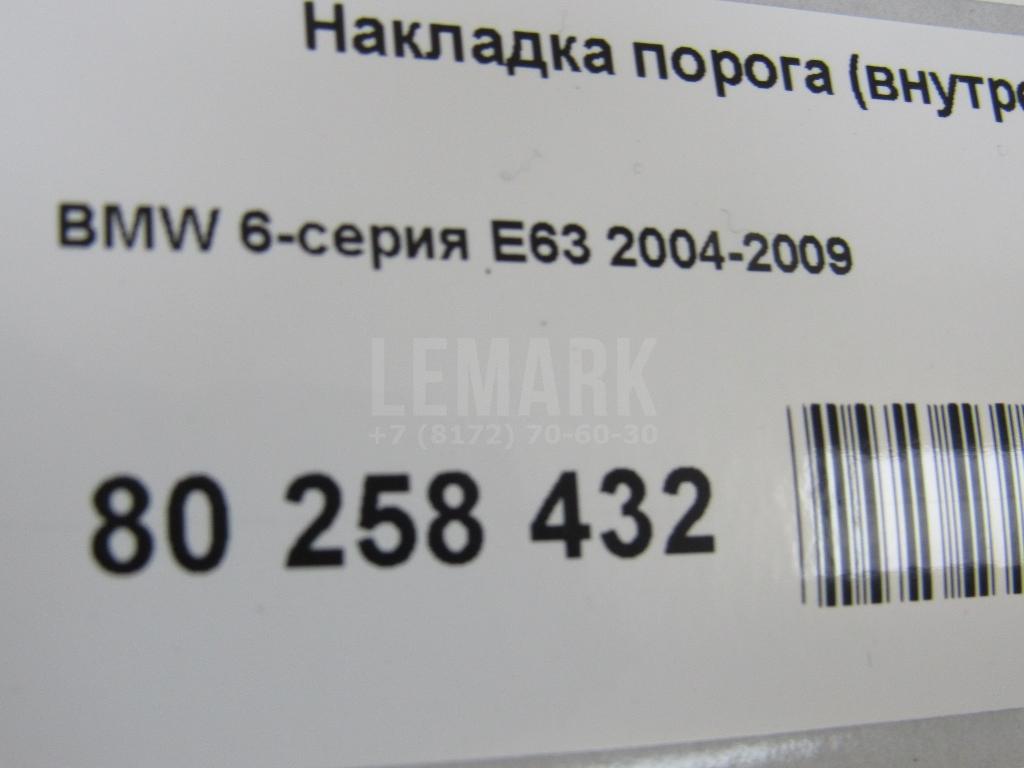 Накладка порога (внутре
BMW 6-серия E63 2004-2009
LEMARK
+7 (8172) 70-60-30
80 258 432